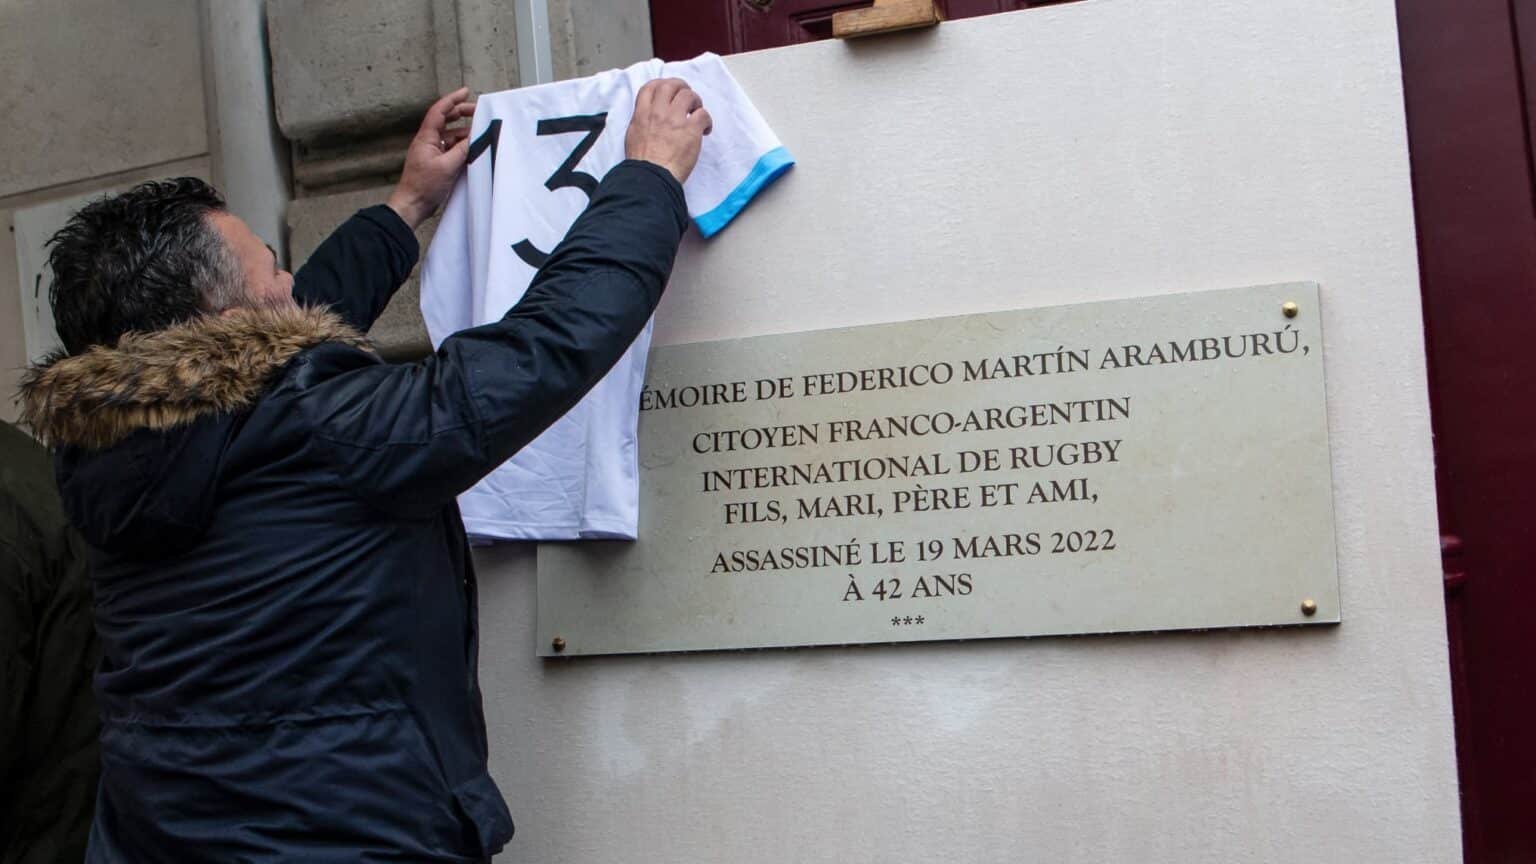 13
ÉMOIRE DE FEDERICO MARTÍN ARAMBURÚ,
CITOYEN FRANCO-ARGENTIN
INTERNATIONAL DE RUGBY
FILS, MARI, PÈRE ET AMI,
ASSASSINÉ LE 19 MARS 2022
À 42 ANS
***